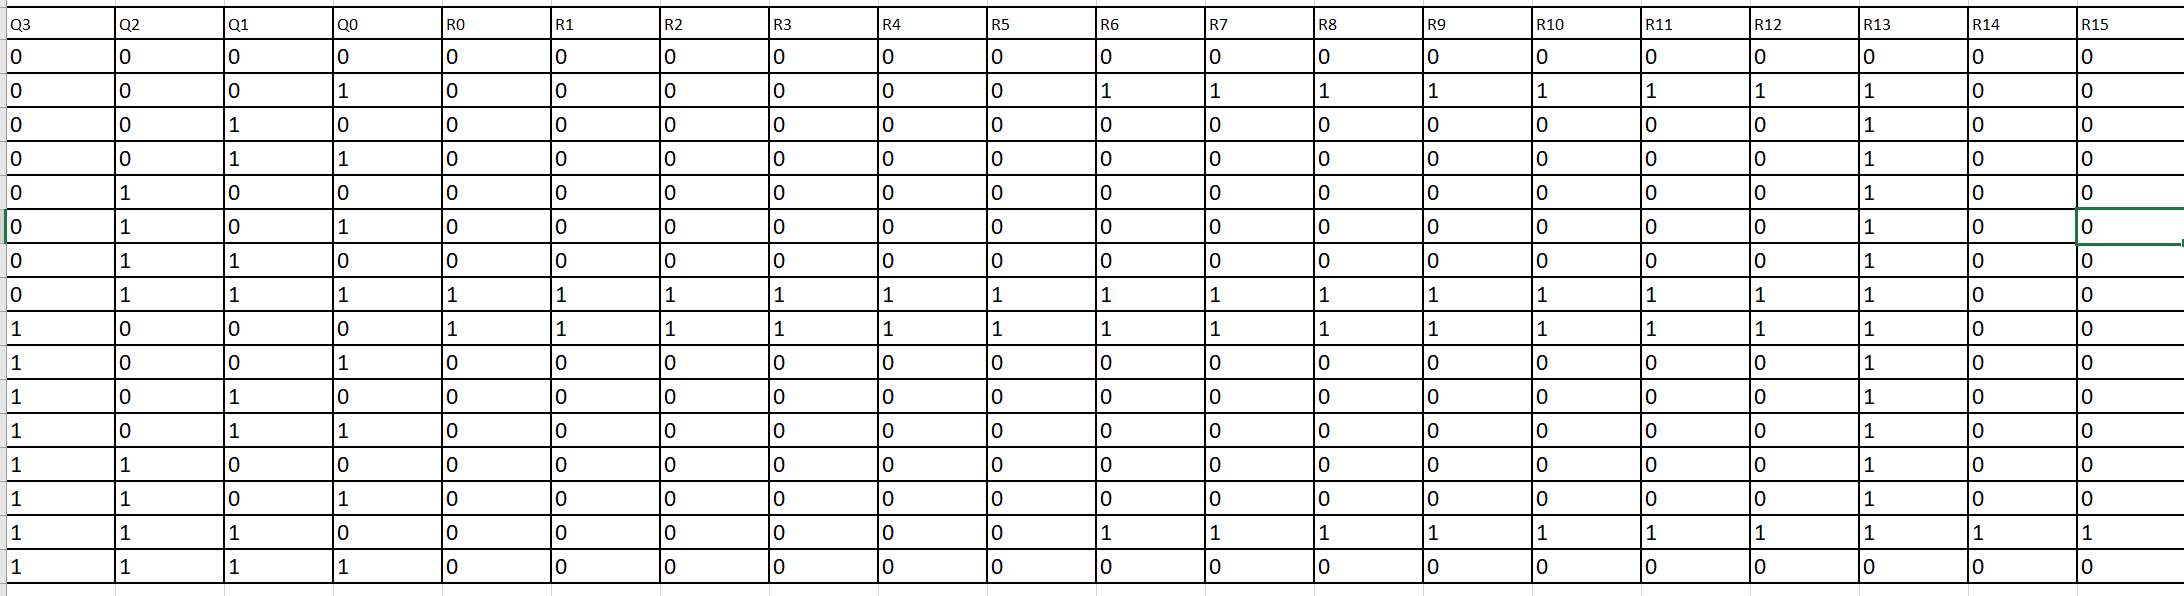 Q3 Q2 Q1 Q0 R0 R1 R2 R3 R4 R5 R6 R7 R8 R9 R10 R11 R12 R13 R14 R15
0 0 0 0 0 0 0 0 0 0 0 0 0 0 0 0 0 0 0 0
0 0 0 1 0 0 0 0 0 0 1 1 1 1 1 1 1 1 0 0
0 0 1 0 0 0 0 0 0 0 0 0 0 0 0 0 0 1 0 0
0 0 1 1 0 0 0 0 0 0 0 0 0 0 0 0 0 1 0 0
0 1 0 0 0 0 0 0 0 0 0 0 0 0 0 0 0 1 0 0
0 1 0 1 0 0 0 0 0 0 0 0 0 0 0 0 0 1 0 0
0 1 1 0 0 0 0 0 0 0 0 0 0 0 0 0 0 1 0 0
0 1 1 1 1 1 1 1 1 1 1 1 1 1 1 1 1 1 0 0
1 0 0 0 1 1 1 1 1 1 1 1 1 1 1 1 1 1 0 0
1 0 0 1 0 0 0 0 0 0 0 0 0 0 0 0 0 1 0 0
1 0 1 0 0 0 0 0 0 0 0 0 0 0 0 0 0 1 0 0
1 0 1 1 0 0 0 0 0 0 0 0 0 0 0 0 0 1 0 0
1 1 0 0 0 0 0 0 0 0 0 0 0 0 0 0 0 1 0 0
1 1 0 1 0 0 0 0 0 0 0 0 0 0 0 0 0 1 0 0
1 1 1 0 0 0 0 0 0 0 1 1 1 1 1 1 1 1 1 1
1 1 1 1 0 0 0 0 0 0 0 0 0 0 0 0 0 0 0 0